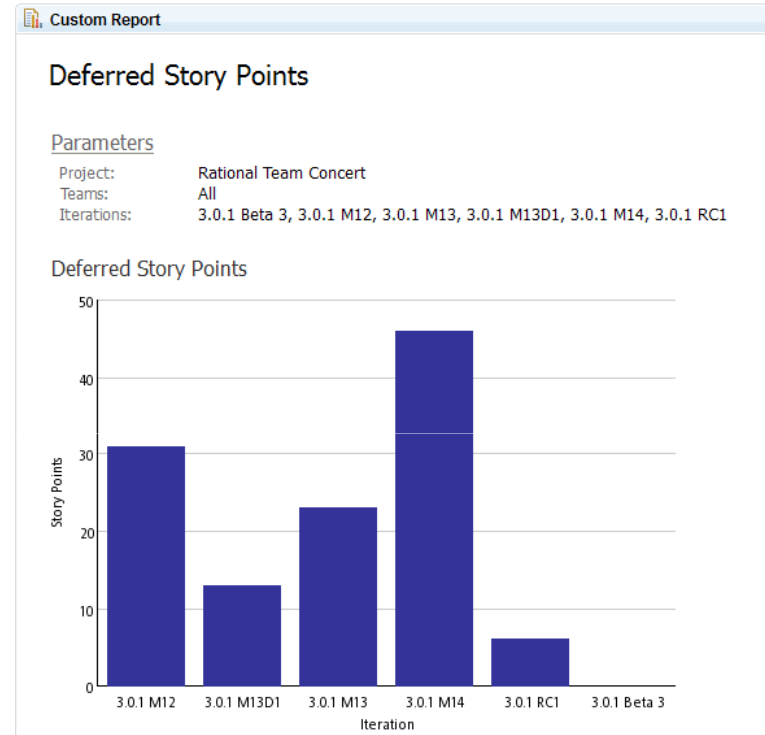 Custom Report
Deferred Story Points
Parameters
Project: Rational Team Concert
Teams: All
Iterations: 3.0.1 Beta 3, 3.0.1 M12, 3.0.1 M13, 3.0.1 M13D1, 3.0.1 M14, 3.0.1 RC1
Deferred Story Points
50
40
30
20
10
0
Story Points
3.0.1 M12 3.0.1 M13D1 3.0.1 M13 3.0.1 M14 3.0.1 RC1 3.0.1 Beta 3
Iteration